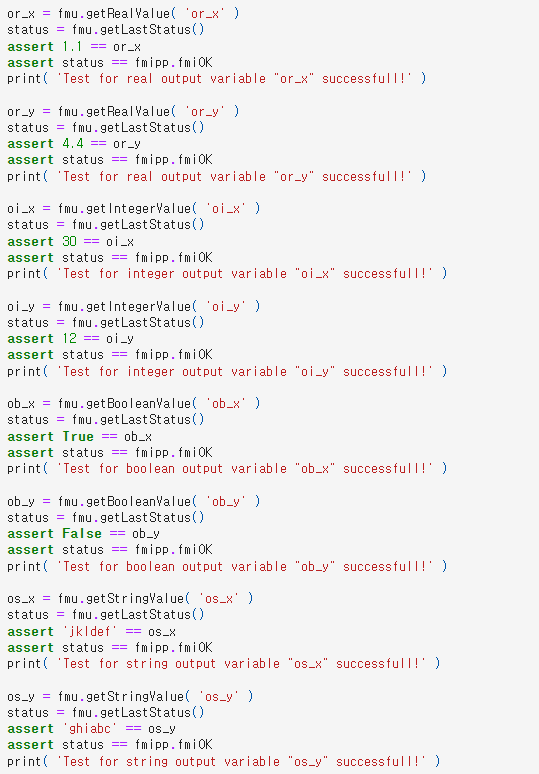 or_x = fmu.getRealValue( 'or_x' )
status = fmu.getLastStatus()
assert 1.1 == or_x
assert status == fmipp.fmiOK
print( 'Test for real output variable "or_x" successfull!' )

or_y = fmu.getRealValue( 'or_y' )
status = fmu.getLastStatus()
assert 4.4 == or_y
assert status == fmipp.fmiOK
print( 'Test for real output variable "or_y" successfull!' )

oi_x = fmu.getIntegerValue( 'oi_x' )
status = fmu.getLastStatus()
assert 30 == oi_x
assert status == fmipp.fmiOK
print( 'Test for integer output variable "oi_x" successfull!' )

oi_y = fmu.getIntegerValue( 'oi_y' )
status = fmu.getLastStatus()
assert 12 == oi_y
assert status == fmipp.fmiOK
print( 'Test for integer output variable "oi_y" successfull!' )

ob_x = fmu.getBooleanValue( 'ob_x' )
status = fmu.getLastStatus()
assert True == ob_x
assert status == fmipp.fmiOK
print( 'Test for boolean output variable "ob_x" successfull!' )

ob_y = fmu.getBooleanValue( 'ob_y' )
status = fmu.getLastStatus()
assert False == ob_y
assert status == fmipp.fmiOK
print( 'Test for boolean output variable "ob_y" successfull!' )

os_x = fmu.getStringValue( 'os_x' )
status = fmu.getLastStatus()
assert 'jkldef' == os_x
assert status == fmipp.fmiOK
print( 'Test for string output variable "os_x" successfull!' )

os_y = fmu.getStringValue( 'os_y' )
status = fmu.getLastStatus()
assert 'ghiabc' == os_y
assert status == fmipp.fmiOK
print( 'Test for string output variable "os_y" successfull!' )